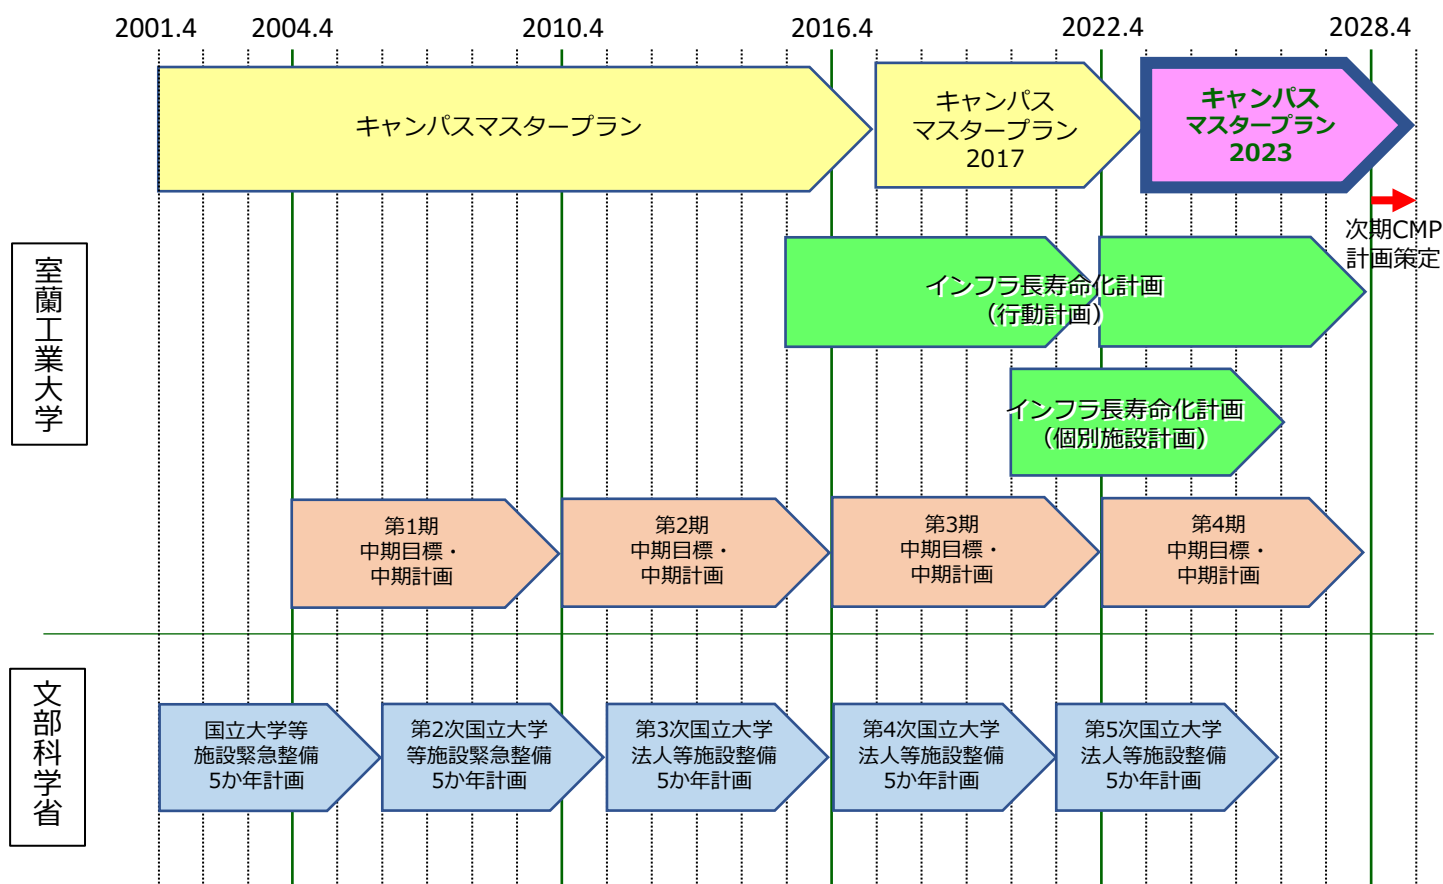 2001.4
2004.4
2010.4
2016.4
2022.4
2028.4
キャンパスマスタープラン
キャンパス
マスタープラン
2017
キャンパス
マスタープラン
2023
次期CMP
計画策定
室蘭工業大学
インフラ長寿命化計画
（行動計画）
インフラ長寿命化計画
（個別施設計画）
第1期
中期目標・
中期計画
第2期
中期目標・
中期計画
第3期
中期目標・
中期計画
第4期
中期目標・
中期計画
文部科学省
国立大学等
施設緊急整備
5か年計画
第2次国立大学
等施設緊急整備
5か年計画
第3次国立大学
法人等施設整備
5か年計画
第4次国立大学
法人等施設整備
5か年計画
第5次国立大学
法人等施設整備
5か年計画